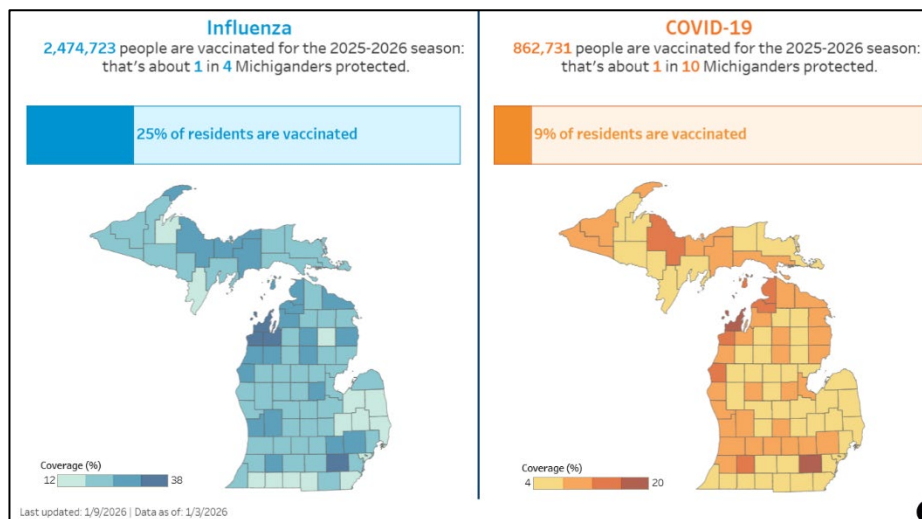 Influenza
2,474,723 people are vaccinated for the 2025-2026 season:
that's about 1 in 4 Michiganders protected.
25% of residents are vaccinated
Coverage (%)
12 38
Last updated: 1/9/2026 | Data as of: 1/3/2026
COVID-19
862,731 people are vaccinated for the 2025-2026 season:
that's about 1 in 10 Michiganders protected.
9% of residents are vaccinated
Coverage (%)
4 20